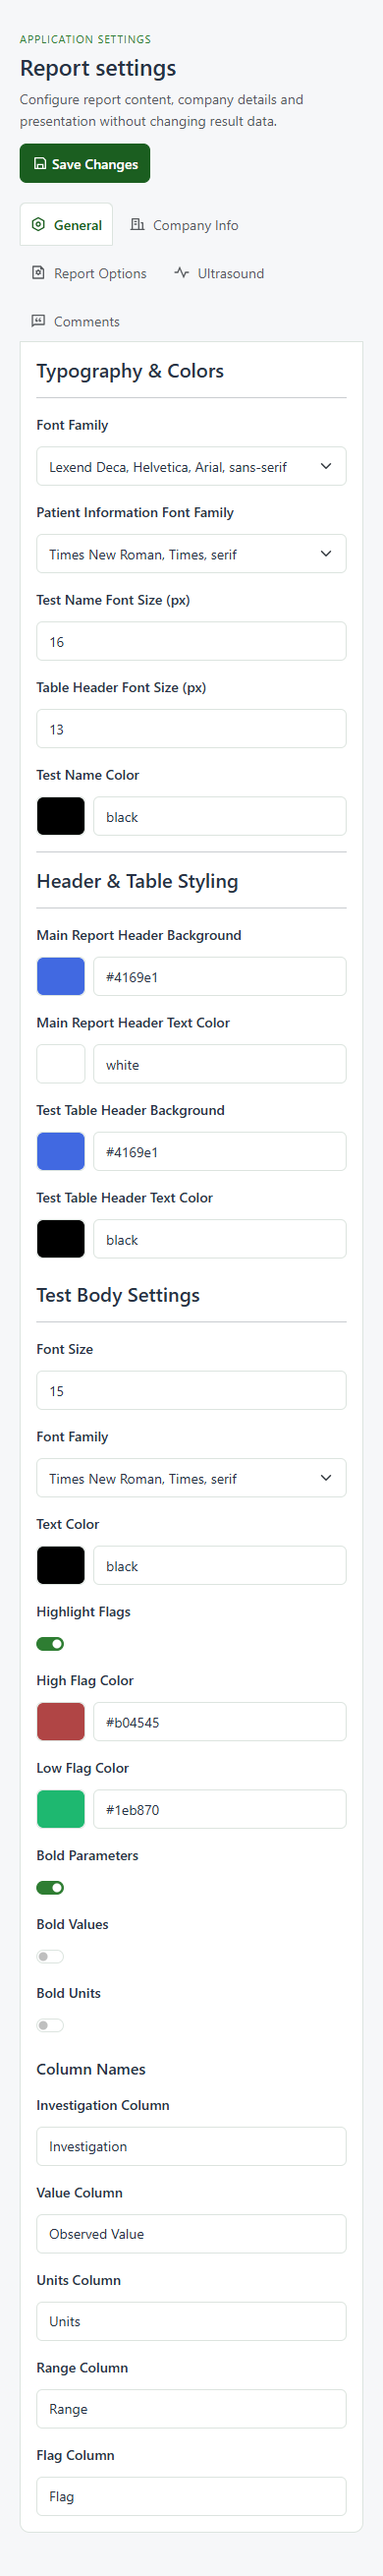 APPLICATION SETTINGS
Report settings
Configure report content, company details and
presentation without changing result data.
Save Changes
General
Company Info
Report Options
Ultrasound
Comments
Typography & Colors
Font Family
Lexend Deca, Helvetica, Arial, sans-serif
Patient Information Font Family
Times New Roman, Times, serif
Test Name Font Size (px)
16
Table Header Font Size (px)
13
Test Name Color
black
Header & Table Styling
Main Report Header Background
#4169e1
Main Report Header Text Color
white
Test Table Header Background
#4169e1
Test Table Header Text Color
black
Test Body Settings
Font Size
15
Font Family
Times New Roman, Times, serif
Text Color
black
Highlight Flags
High Flag Color
#b04545
Low Flag Color
#1eb870
Bold Parameters
Bold Values
Bold Units
Column Names
Investigation Column
Investigation
Value Column
Observed Value
Units Column
Units
Range Column
Range
Flag Column
Flag